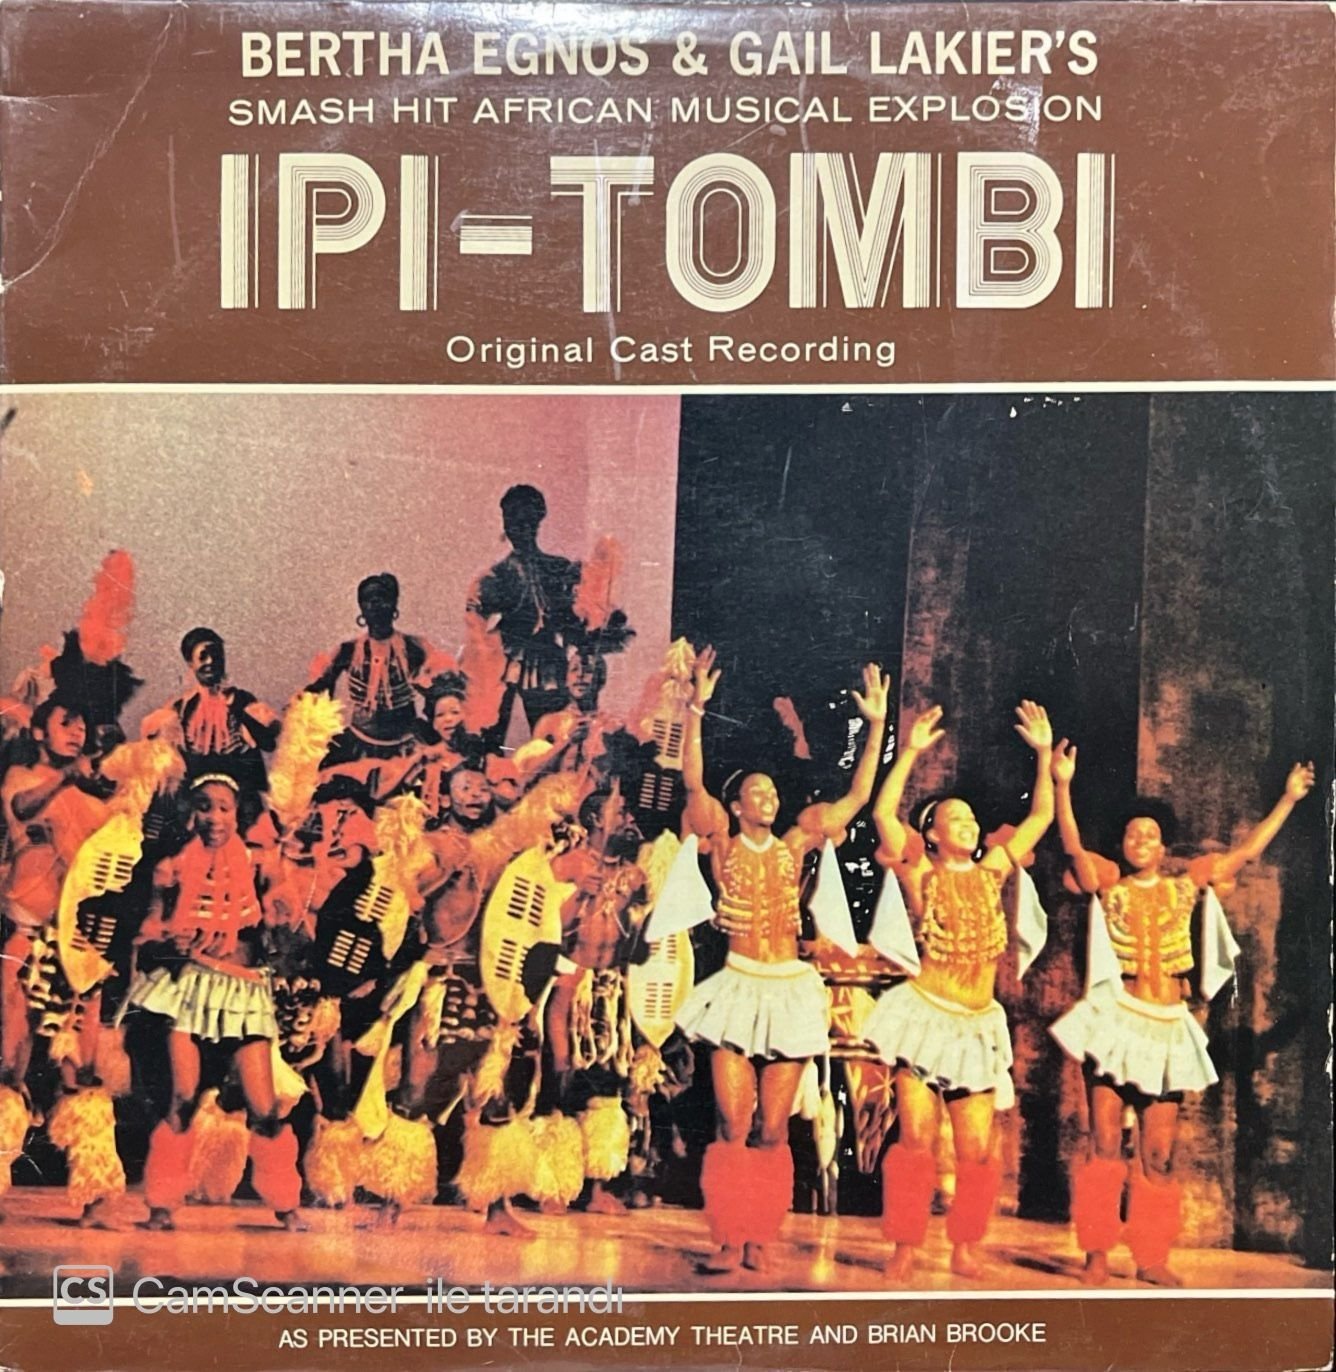 BERTHA EGNOS & GAIL LAKIER'S
SMASH HIT AFRICAN MUSICAL EXPLOSION
IPI-TOMBI
Original Cast Recording
CS CamScanner ile tarandı
AS PRESENTED BY THE ACADEMY THEATRE AND BRIAN BROOKE